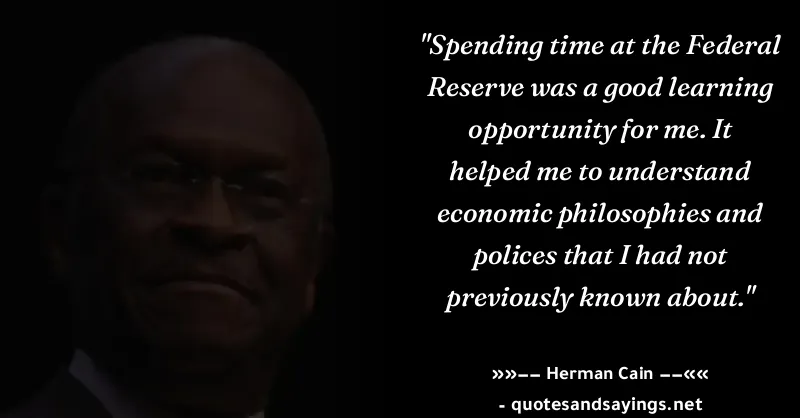 "Spending time at the Federal
Reserve was a good learning
opportunity for me. It
helped me to understand
economic philosophies and
polices that I had not
previously known about."
»»−− Herman Cain −−««
- quotesandsayings.net